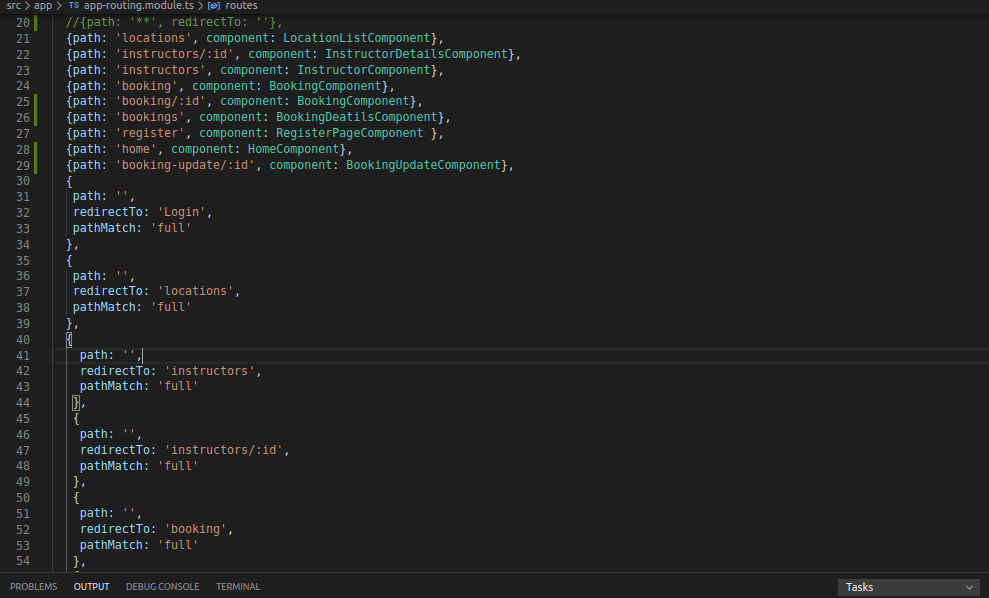 src > app > TS app-routing.module.ts > routes
20 //{path: '**', redirectTo: ''},
21 {path: 'locations', component: LocationListComponent},
22 {path: 'instructors/:id', component: InstructorDetailsComponent},
23 {path: 'instructors', component: InstructorComponent},
24 {path: 'booking', component: BookingComponent},
25 {path: 'booking/:id', component: BookingComponent},
26 {path: 'bookings', component: BookingDeatilsComponent},
27 {path: 'register', component: RegisterPageComponent },
28 {path: 'home', component: HomeComponent},
29 {path: 'booking-update/:id', component: BookingUpdateComponent},
30 {
31 path: '',
32 redirectTo: 'Login',
33 pathMatch: 'full'
34 },
35 {
36 path: '',
37 redirectTo: 'locations',
38 pathMatch: 'full'
39 },
40 {
41 path: '',
42 redirectTo: 'instructors',
43 pathMatch: 'full'
44 },
45 {
46 path: '',
47 redirectTo: 'instructors/:id',
48 pathMatch: 'full'
49 },
50 {
51 path: '',
52 redirectTo: 'booking',
53 pathMatch: 'full'
54 },
PROBLEMS OUTPUT DEBUG CONSOLE TERMINAL Tasks